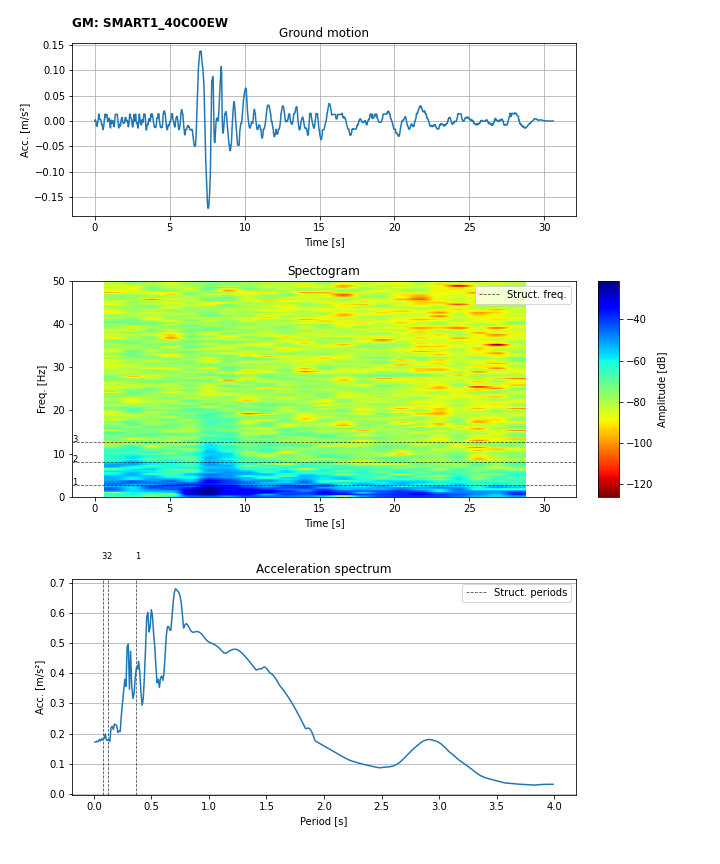 GM: SMART1_40C00EW
Ground motion
Acc. [m/s²]
0.15
0.10
0.05
0.00
−0.05
−0.10
−0.15
0 5 10 15 20 25 30
Time [s]
Spectogram
Freq. [Hz]
50
40
30
20
10
0
3
2
1
Struct. freq.
0 5 10 15 20 25 30
Time [s]
−40
−60
−80
−100
−120
Amplitude [dB]
32 1
Acceleration spectrum
Acc. [m/s²]
0.7
0.6
0.5
0.4
0.3
0.2
0.1
0.0
Struct. periods
0.0 0.5 1.0 1.5 2.0 2.5 3.0 3.5 4.0
Period [s]